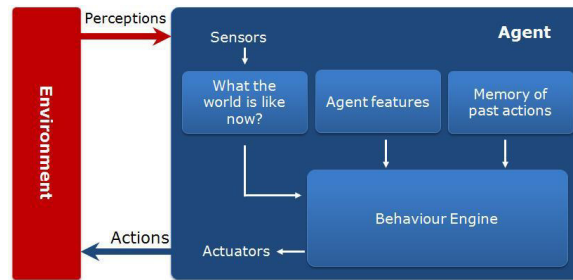 Perceptions
Agent
Sensors
What the
world is like
now?
Agent features
Memory of
past actions
Environment
Behaviour Engine
Actions
Actuators